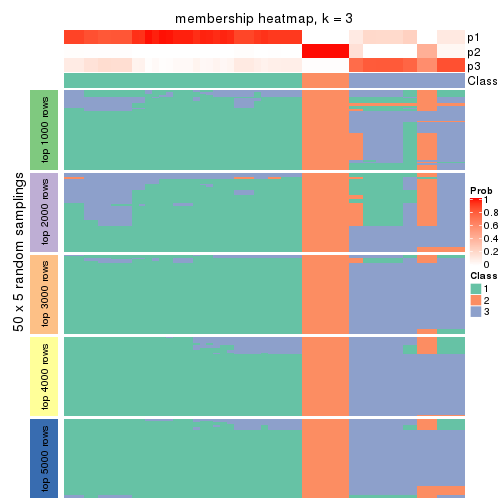 membership heatmap, k = 3
p1
p2
p3
Class
50 x 5 random samplings
top 1000 rows
top 2000 rows
top 3000 rows
top 4000 rows
top 5000 rows
Prob
1
0.8
0.6
0.4
0.2
0
Class
1
2
3